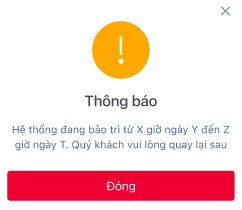 Thông báo
Hệ thống đang bảo trì từ X giờ ngày Y đến Z
giờ ngày T. Quý khách vui lòng quay lại sau
Đóng